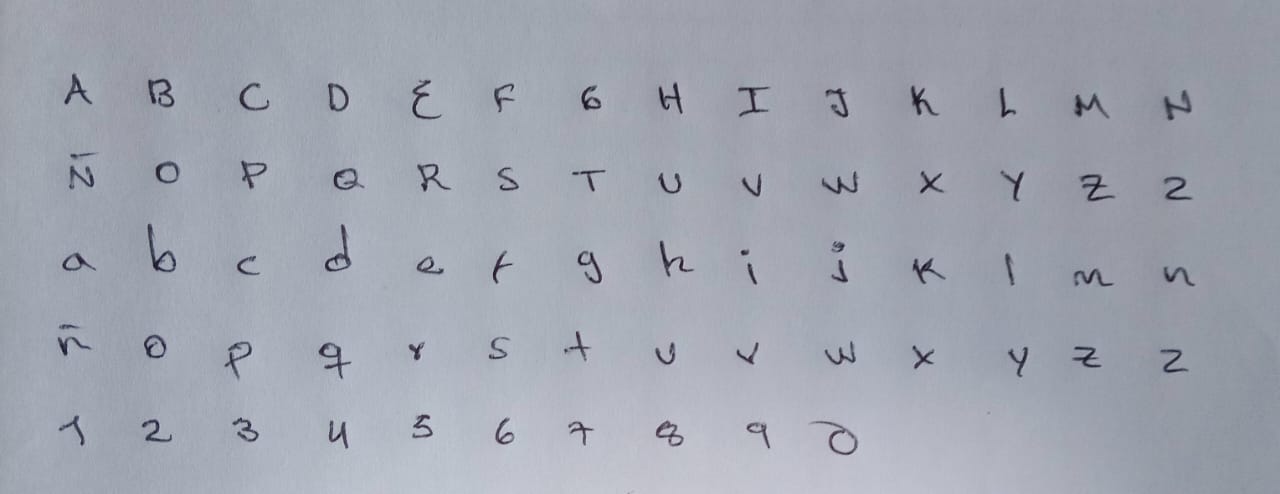 A B C D E F G H I J K L M N
Ñ O P Q R S T U V W X Y Z Z
a b c d e f g h i j k l m n
ñ o p q r s t u v w x y z z
1 2 3 4 5 6 7 8 9 0